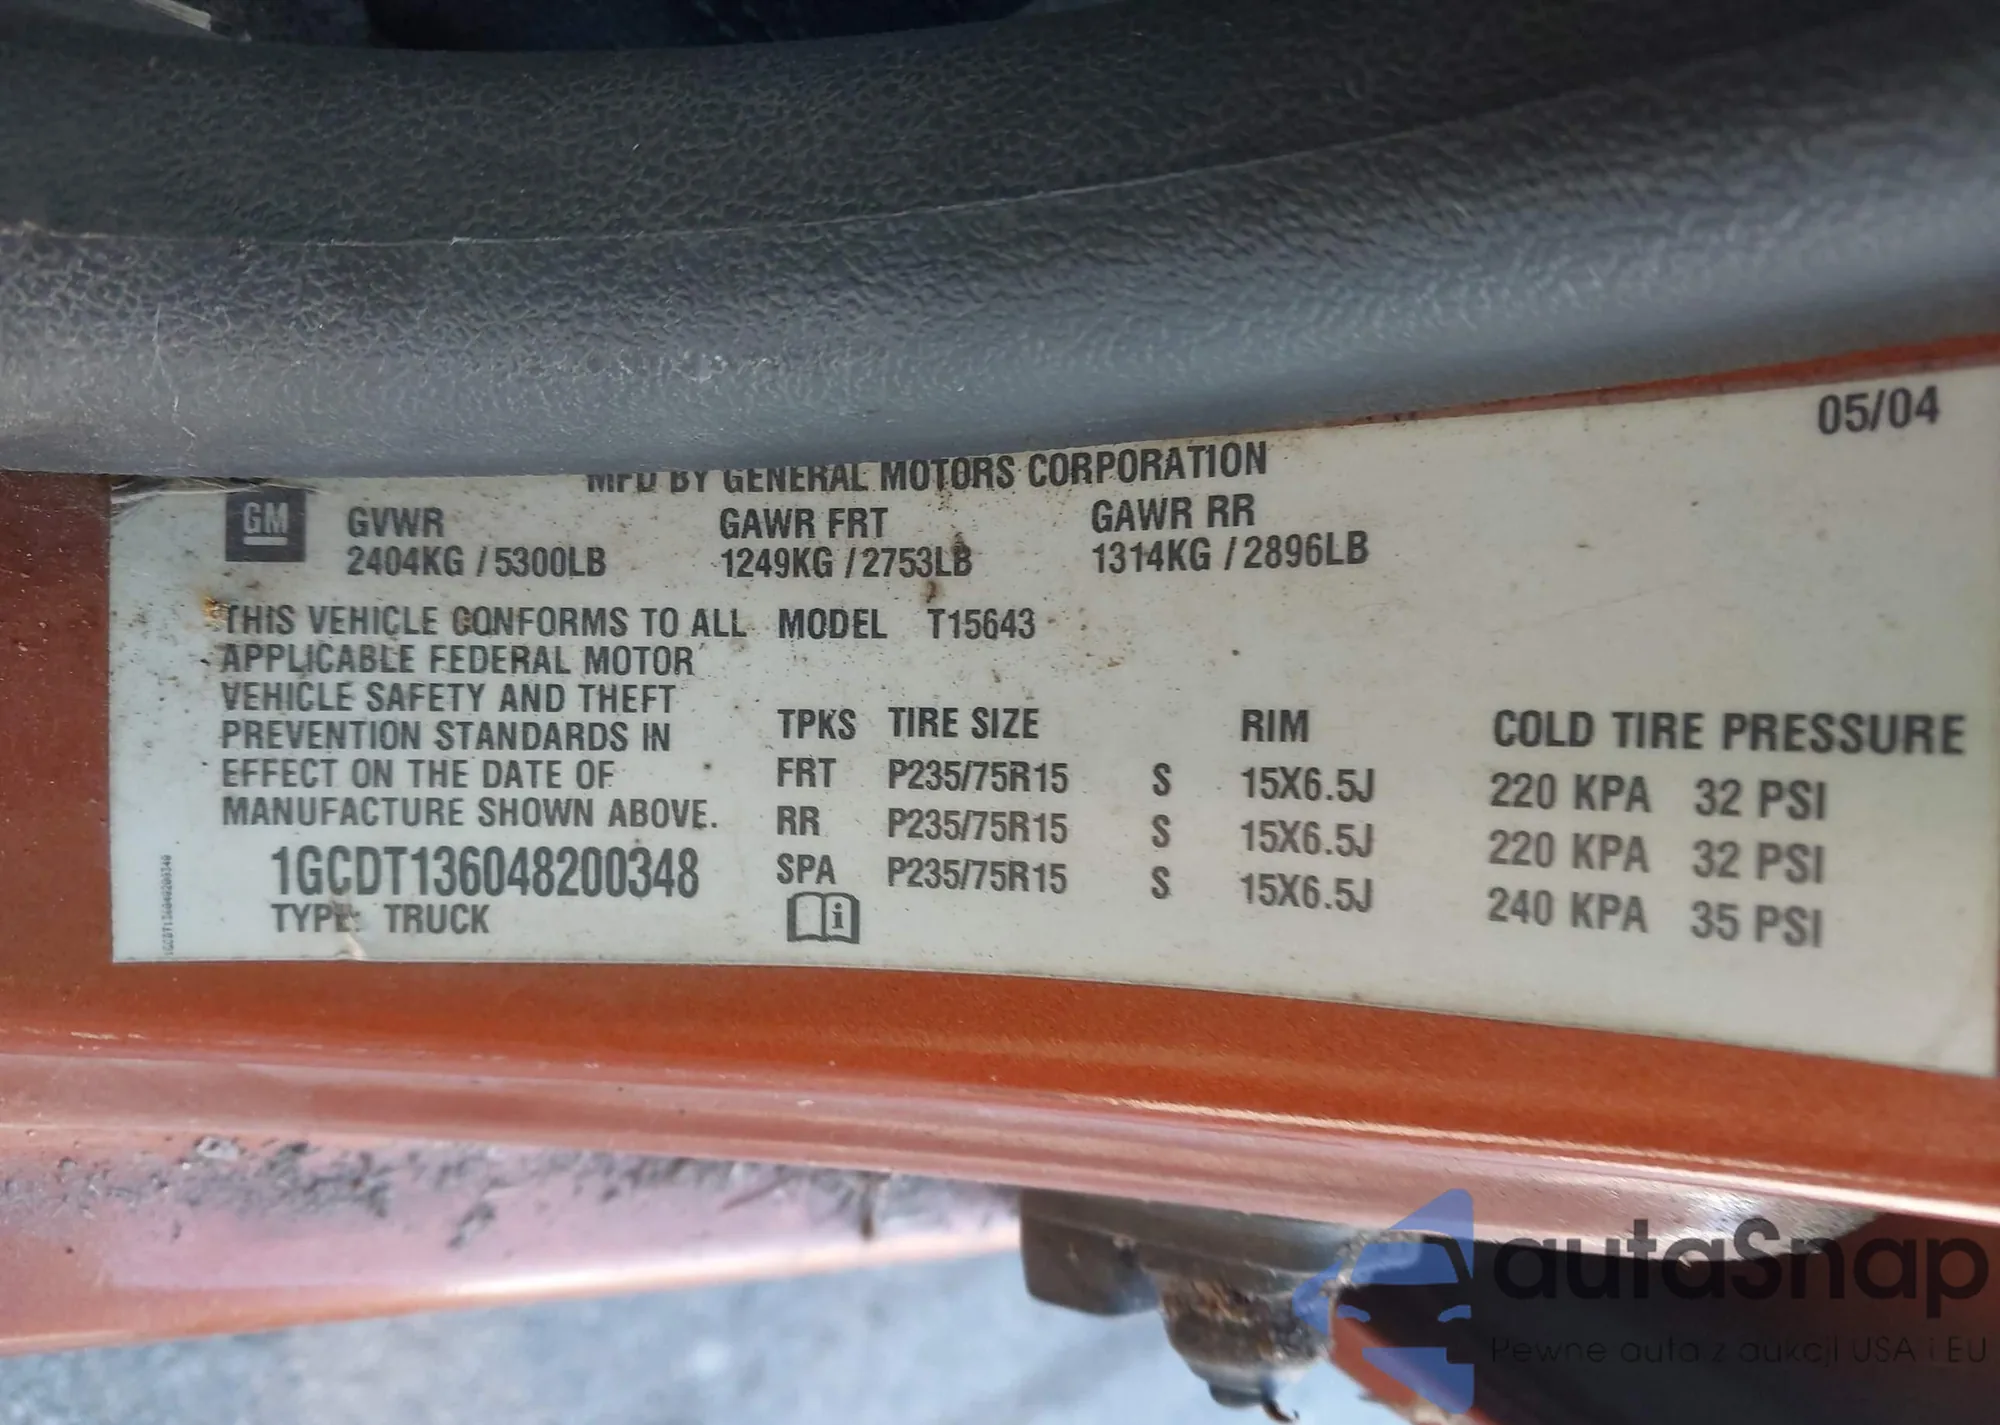 05/04
MFD BY GENERAL MOTORS CORPORATION
GM
GVWR GAWR FRT GAWR RR
2404KG / 5300LB 1249KG / 2753LB 1314KG / 2896LB
THIS VEHICLE CONFORMS TO ALL
APPLICABLE FEDERAL MOTOR
VEHICLE SAFETY AND THEFT
PREVENTION STANDARDS IN
EFFECT ON THE DATE OF
MANUFACTURE SHOWN ABOVE.
1GCDT136048200348
TYPE: TRUCK
MODEL T15643
TPKS TIRE SIZE RIM COLD TIRE PRESSURE
FRT P235/75R15 S 15X6.5J 220 KPA 32 PSI
RR P235/75R15 S 15X6.5J 220 KPA 32 PSI
SPA P235/75R15 S 15X6.5J 240 KPA 35 PSI
i
1GCDT136048200348
autaSnap
Pewne auta z aukcji USA i EU